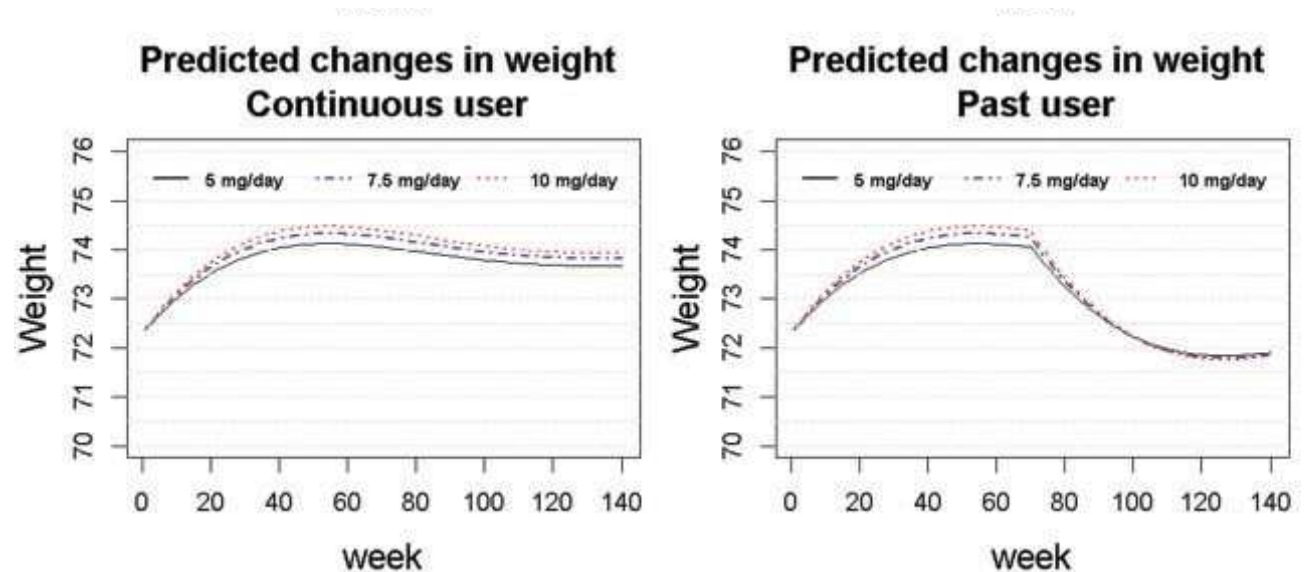 Predicted changes in weight
Continuous user
76
75
74
73
72
71
70
Weight
5 mg/day 7.5 mg/day 10 mg/day
0 20 40 60 80 100 120 140
week
Predicted changes in weight
Past user
76
75
74
73
72
71
70
Weight
5 mg/day 7.5 mg/day 10 mg/day
0 20 40 60 80 100 120 140
week